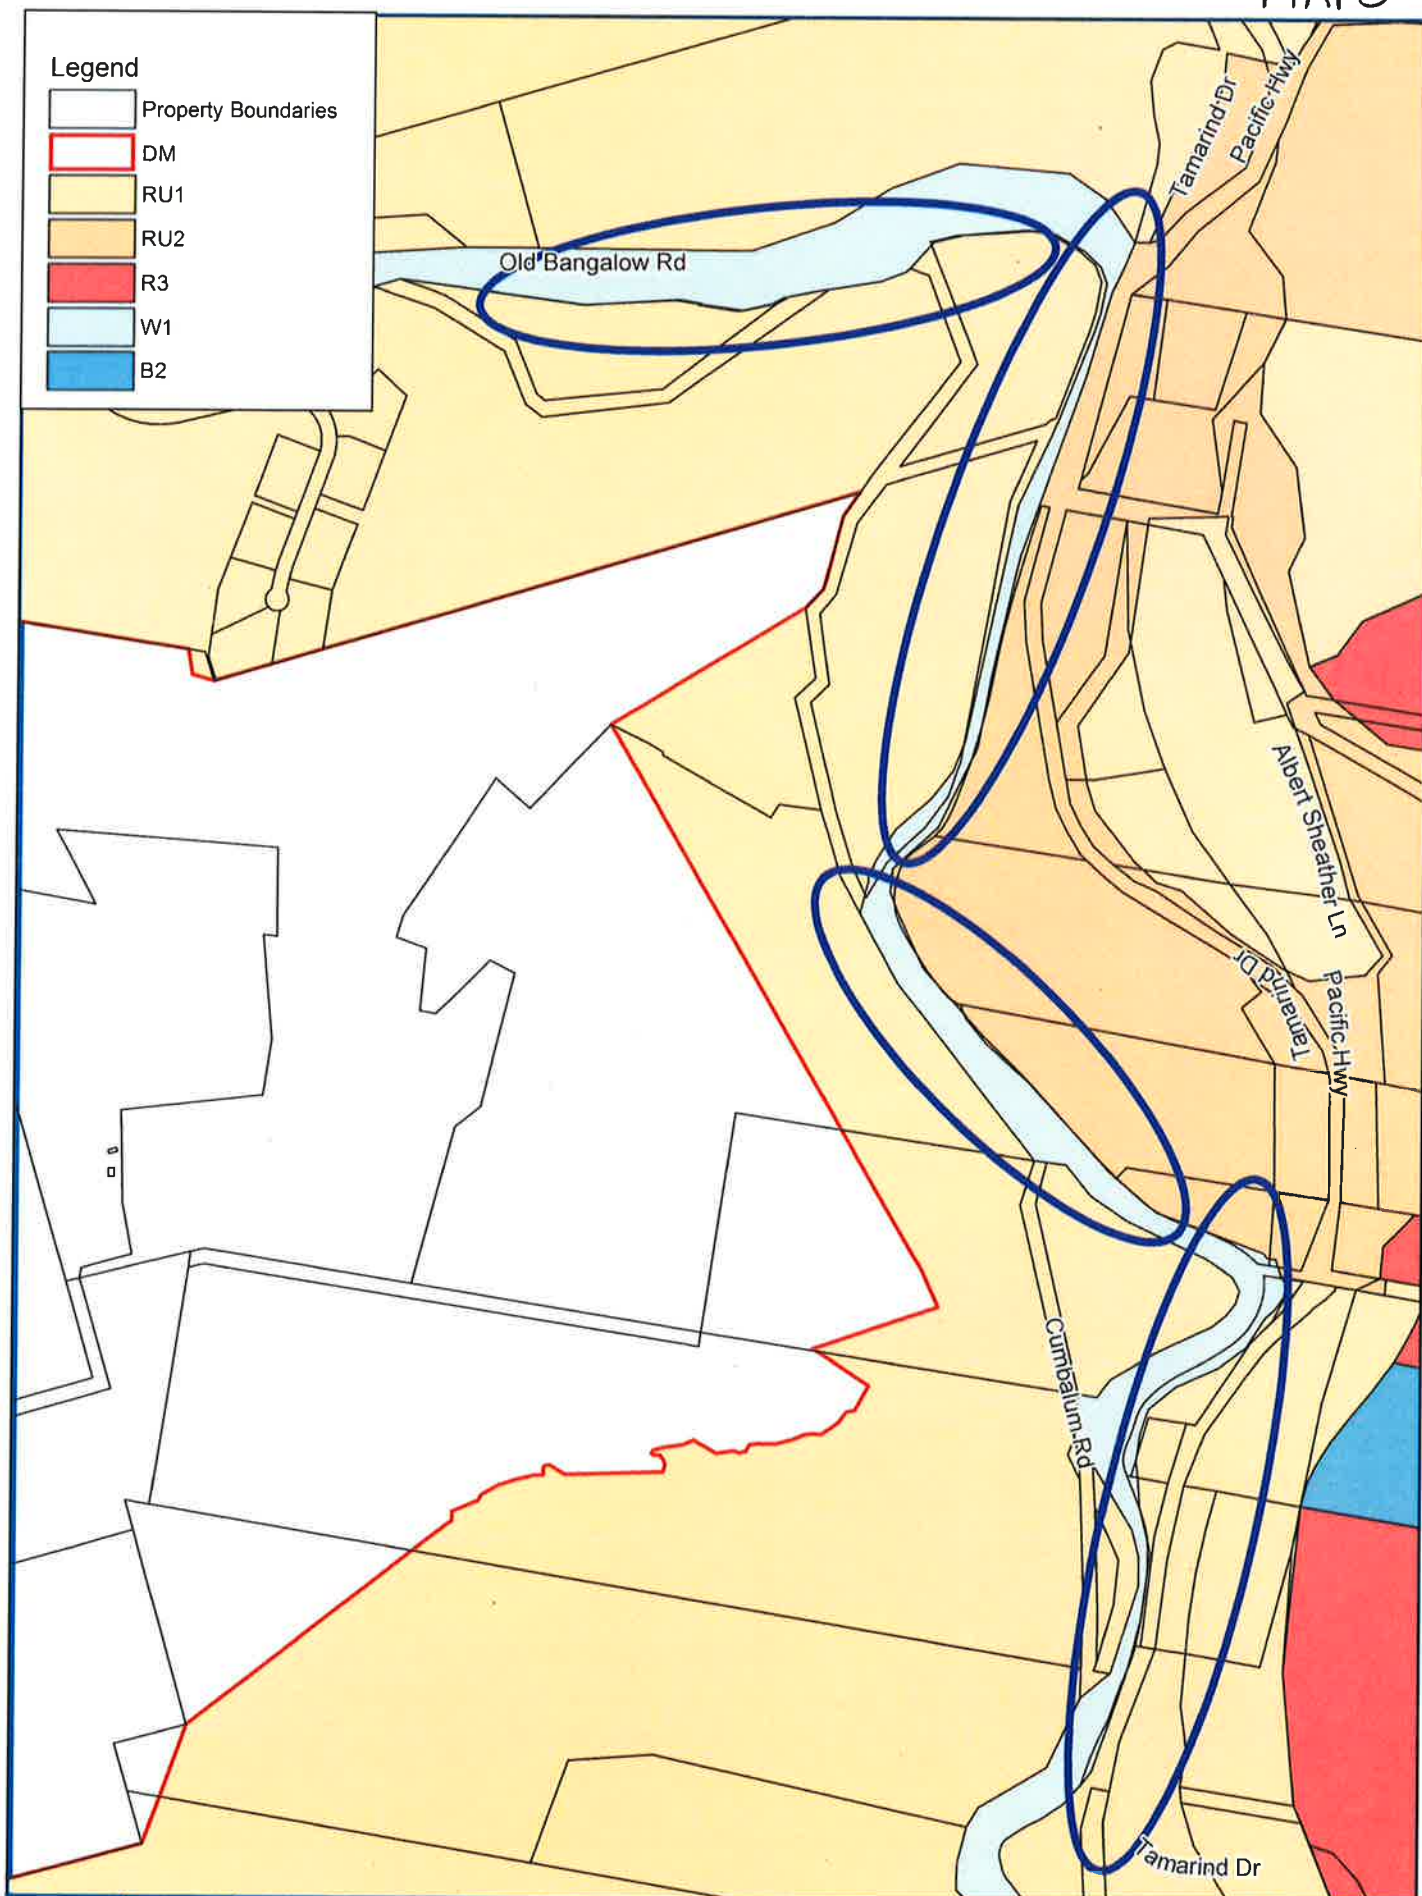 Legend
Property Boundaries
DM
RU1
RU2
R3
W1
B2
Tamarind Dr
Pacific Hwy
Old Bangalow Rd
Albert Sheather Ln
Tamarind Dr
Pacific Hwy
Cumbalum Rd
Tamarind Dr